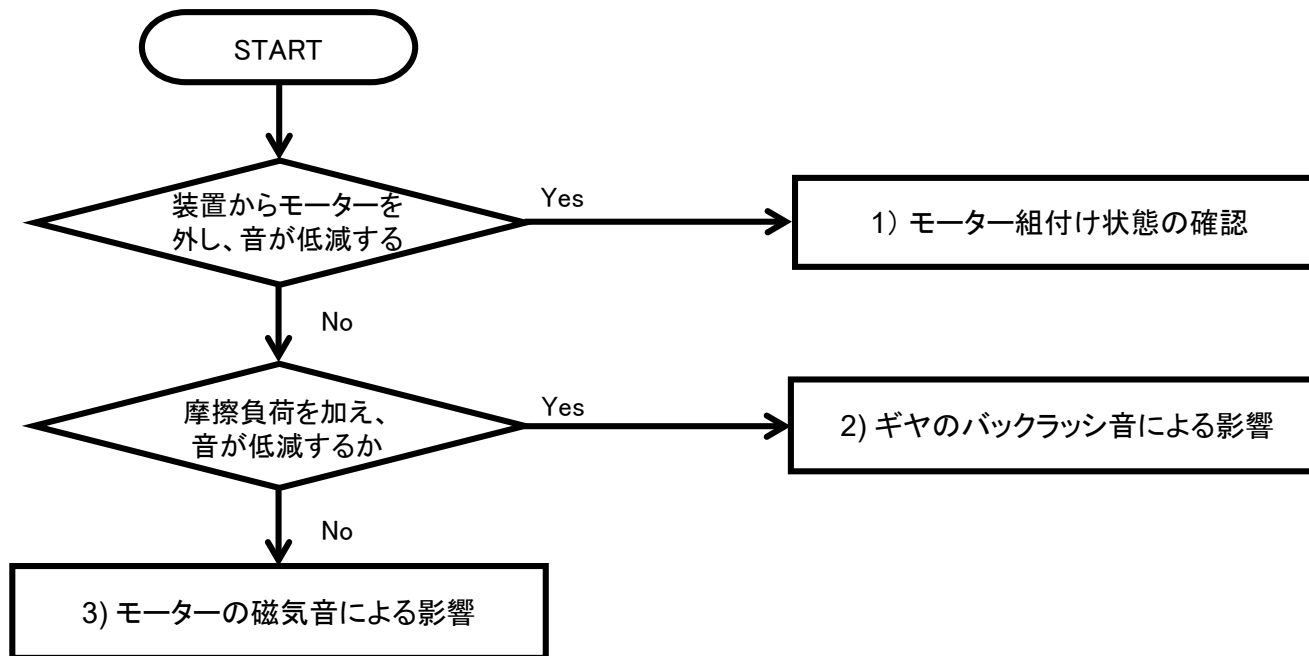 START
装置からモーターを
外し、音が低減する
Yes
1) モーター組付け状態の確認
No
摩擦負荷を加え、
音が低減するか
Yes
2) ギヤのバックラッシ音による影響
No
3) モーターの磁気音による影響